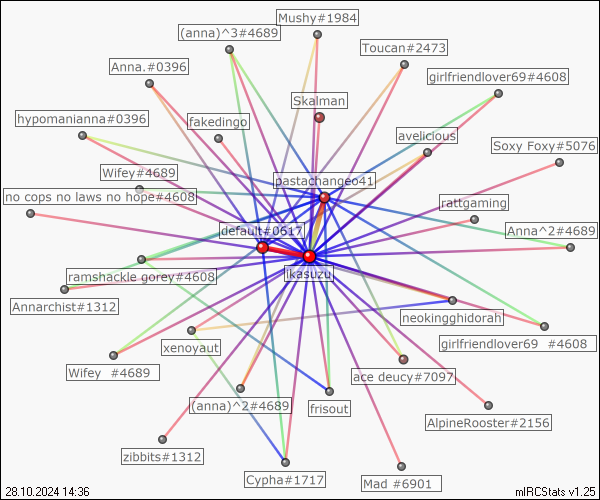 Mushy#1984
(anna)^3#4689
Toucan#2473
Anna.#0396
girlfriendlover69#4608
Skalman
hypomanianna#0396
fakedingo
avelicious
Soxy Foxy#5076
Wifey#4689
pastachangeo41
no cops no laws no hope#4608
rattgaming
default#0617
Anna^2#4689
ikasuzu
ramshackle gorey#4608
Annarchist#1312
neokingghidorah
xenoyaut
girlfriendlover69 #4608
Wifey #4689
ace deucy#7097
(anna)^2#4689
frisout
AlpineRooster#2156
zibbits#1312
Cypha#1717
Mad #6901
28.10.2024 14:36
mIRCStats v1.25